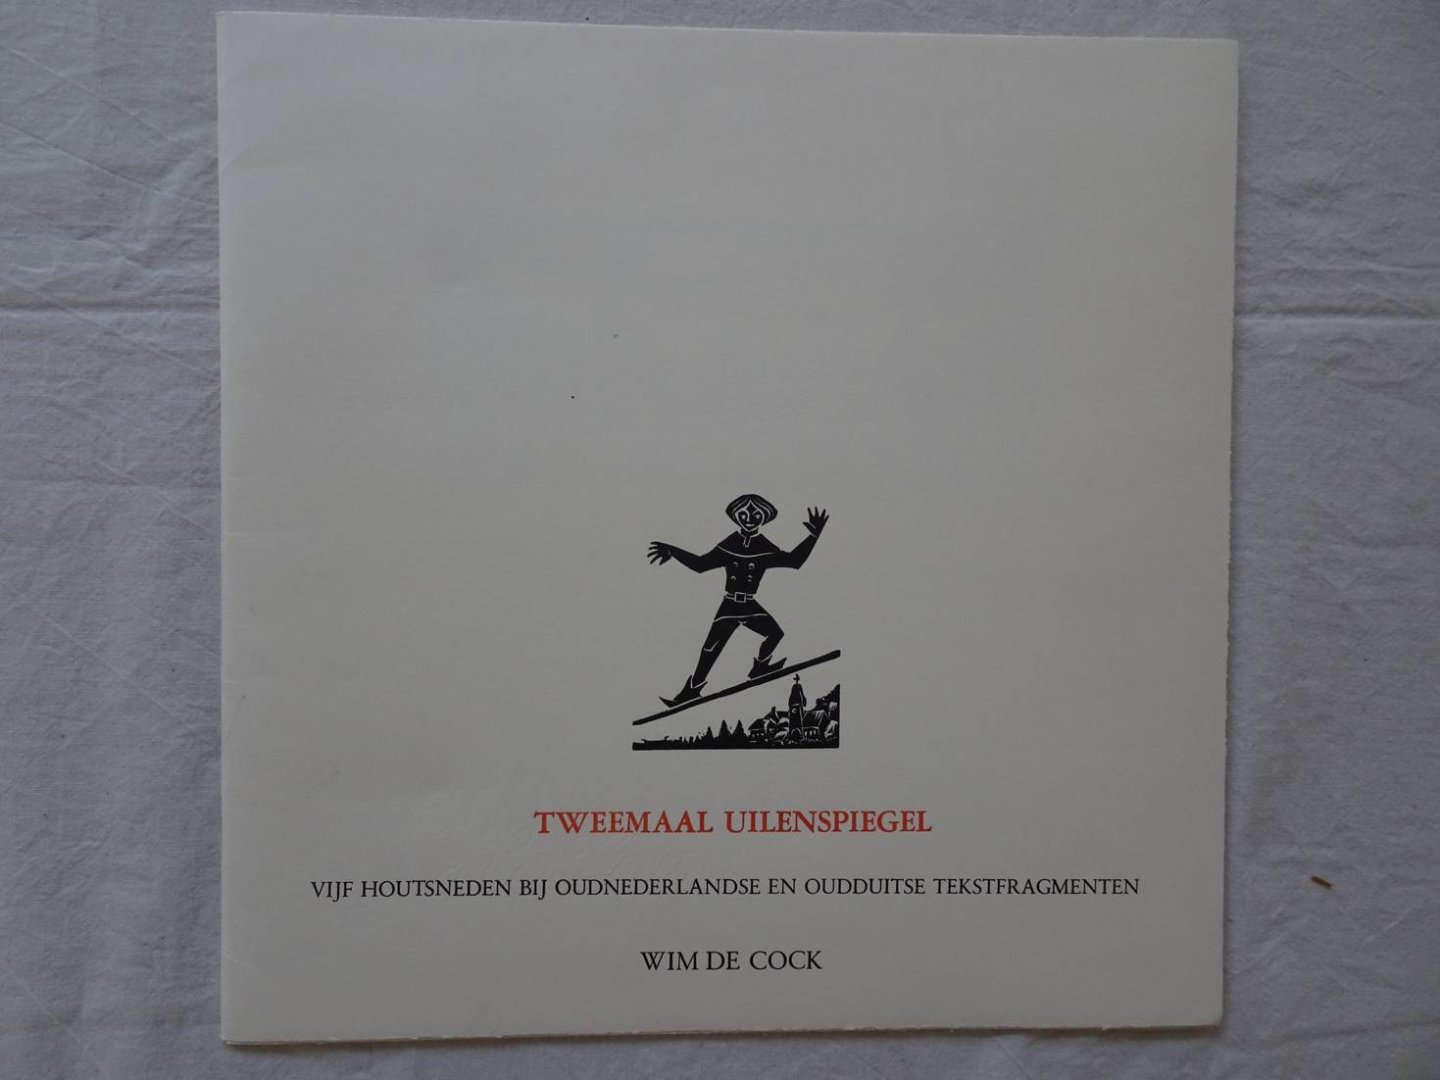 TWEEMAAL UILENSPIEGEL
VIJF HOUTSNEDEN BIJ OUDNEDERLANDSE EN OUDDUITSE TEKSTFRAGMENTEN
WIM DE COCK